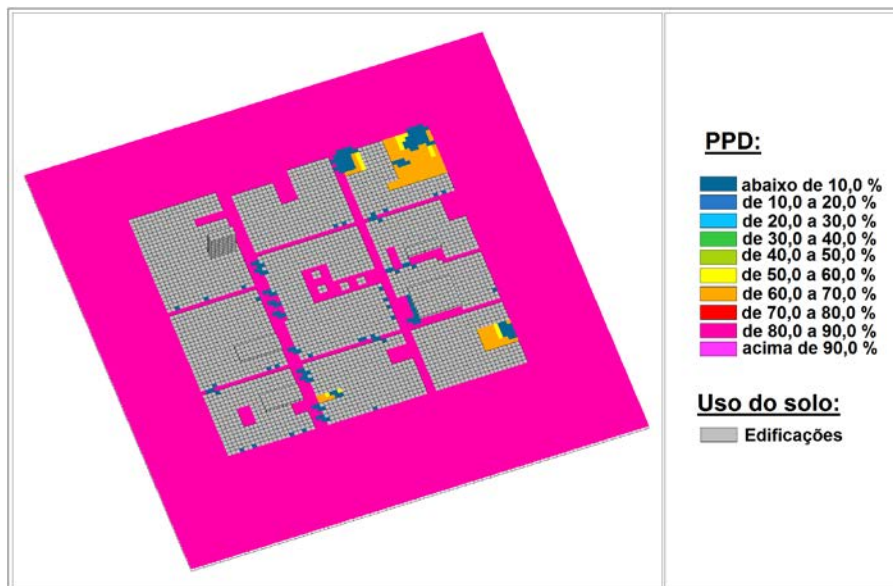 PPD:
abaixo de 10,0 %
de 10,0 a 20,0 %
de 20,0 a 30,0 %
de 30,0 a 40,0 %
de 40,0 a 50,0 %
de 50,0 a 60,0 %
de 60,0 a 70,0 %
de 70,0 a 80,0 %
de 80,0 a 90,0 %
acima de 90,0 %
Uso do solo:
Edificações